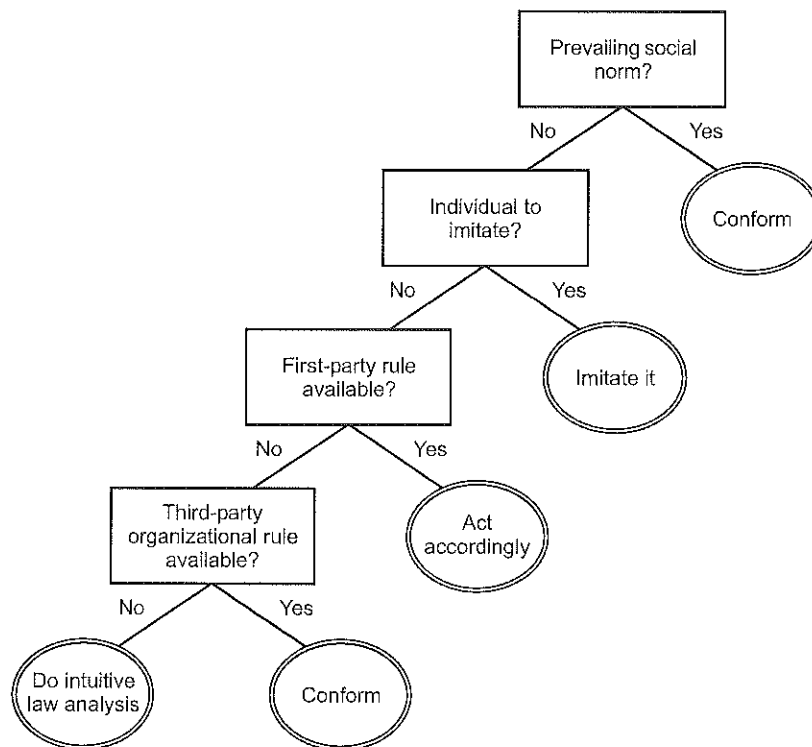 Prevailing social
norm?
No
Yes
Individual to
imitate?
Conform
No
Yes
First-party rule
available?
Imitate it
No
Yes
Third-party
organizational rule
available?
Act
accordingly
No
Yes
Do intuitive
law analysis
Conform